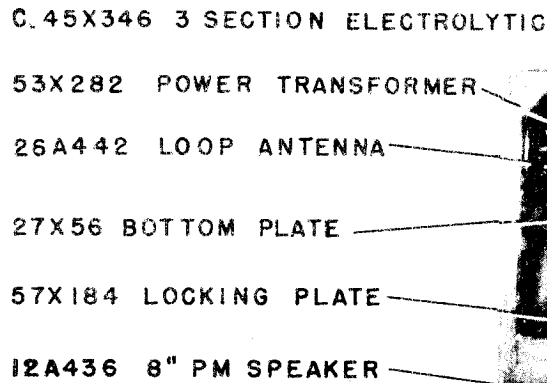 C. 45X346 3 SECTION ELECTROLYTIC
53X282 POWER TRANSFORMER
26A442 LOOP ANTENNA
27X56 BOTTOM PLATE
57X184 LOCKING PLATE
12A436 8" PM SPEAKER